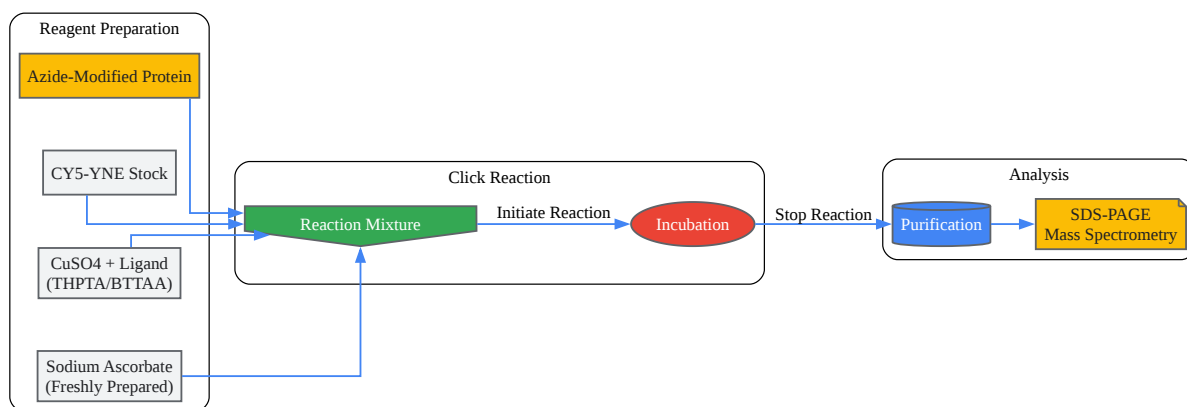 Reagent Preparation
Azide-Modified Protein
CY5-YNE Stock
CuSO4 + Ligand
(THPTA/BTTAA)
Sodium Ascorbate
(Freshly Prepared)
Click Reaction
Reaction Mixture
Initiate Reaction
Incubation
Stop Reaction
Analysis
Purification
SDS-PAGE
Mass Spectrometry